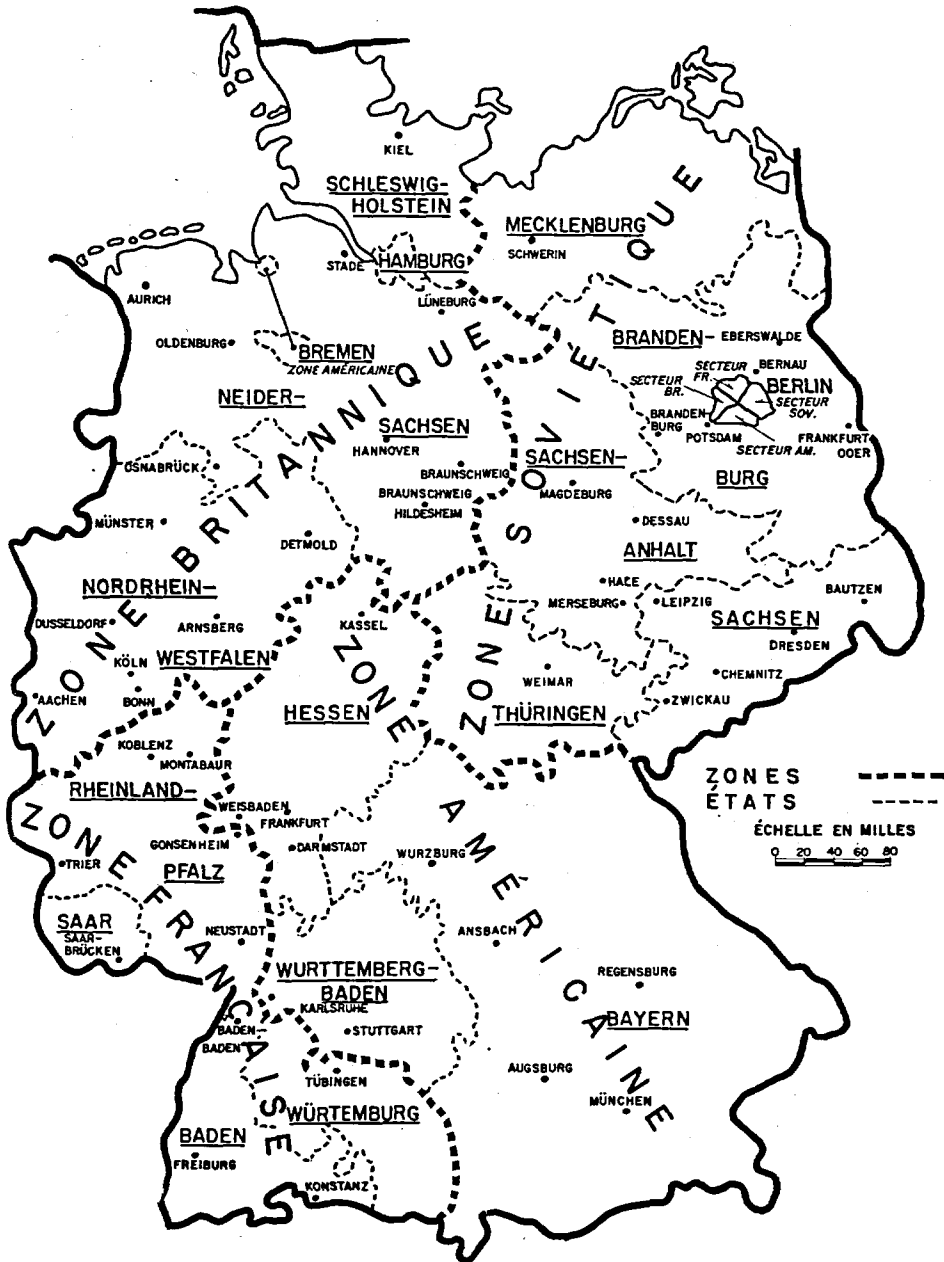 KIEL
SCHLESWIG-
HOLSTEIN
MECKLENBURG
SCHWERIN
STADE
HAMBURG
LÜNEBURG
AURICH
OLDENBURG
BREMEN
ZONE AMÉRICAINE
NEIDER-
SACHSEN
HANNOVER
BRAUNSCHWEIG
BRAUNSCHWEIG
HILDESHEIM
OSNABRÜCK
MÜNSTER
DETMOLD
ZONE BRITANNIQUE
ZONE SOVIETIQUE
BRANDEN-
EBERSWALDE
BERNAU
SECTEUR
FR.
SECTEUR
BR.
BERLIN
SECTEUR
SOV.
BRANDEN
BURG
POTSDAM
SECTEUR AM.
FRANKFURT
ODER
BURG
SACHSEN-
MAGDEBURG
DESSAU
ANHALT
HACE
MERSEBURG
LEIPZIG
BAUTZEN
SACHSEN
DRESDEN
CHEMNITZ
ZWICKAU
WEIMAR
THÜRINGEN
NORDRHEIN-
DUSSELDORF
ARNSBERG
KÖLN
WESTFALEN
AACHEN
BONN
KASSEL
HESSEN
ZONE AMÉRICAINE
KOBLENZ
MONTABAUR
RHEINLAND-
WEISBADEN
FRANKFURT
GONSENHEIM
DARMSTADT
TRIER
PFALZ
ZONE FRANÇAISE
SAAR
SAAR-
BRÜCKEN
NEUSTADT
WURZBURG
ANSBACH
WURTTEMBERG-
BADEN
KARLSRUHE
STUTTGART
BADEN-
BADEN
REGENSBURG
BAYERN
TÜBINGEN
AUGSBURG
MÜNCHEN
WÜRTEMBURG
BADEN
FREIBURG
KONSTANZ
ZONES
ÉTATS
ÉCHELLE EN MILLES
0 20 40 60 80